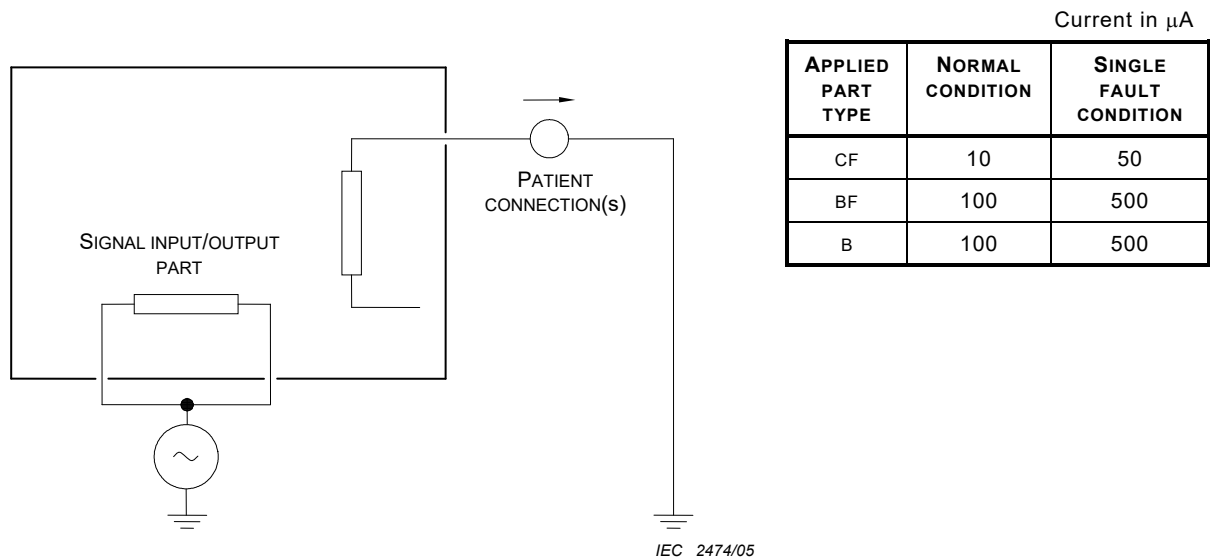 Current in μA
APPLIED PART TYPE
NORMAL CONDITION
SINGLE FAULT CONDITION
CF 10 50
BF 100 500
B 100 500
PATIENT
CONNECTION(S)
SIGNAL INPUT/OUTPUT
PART
IEC 2474/05